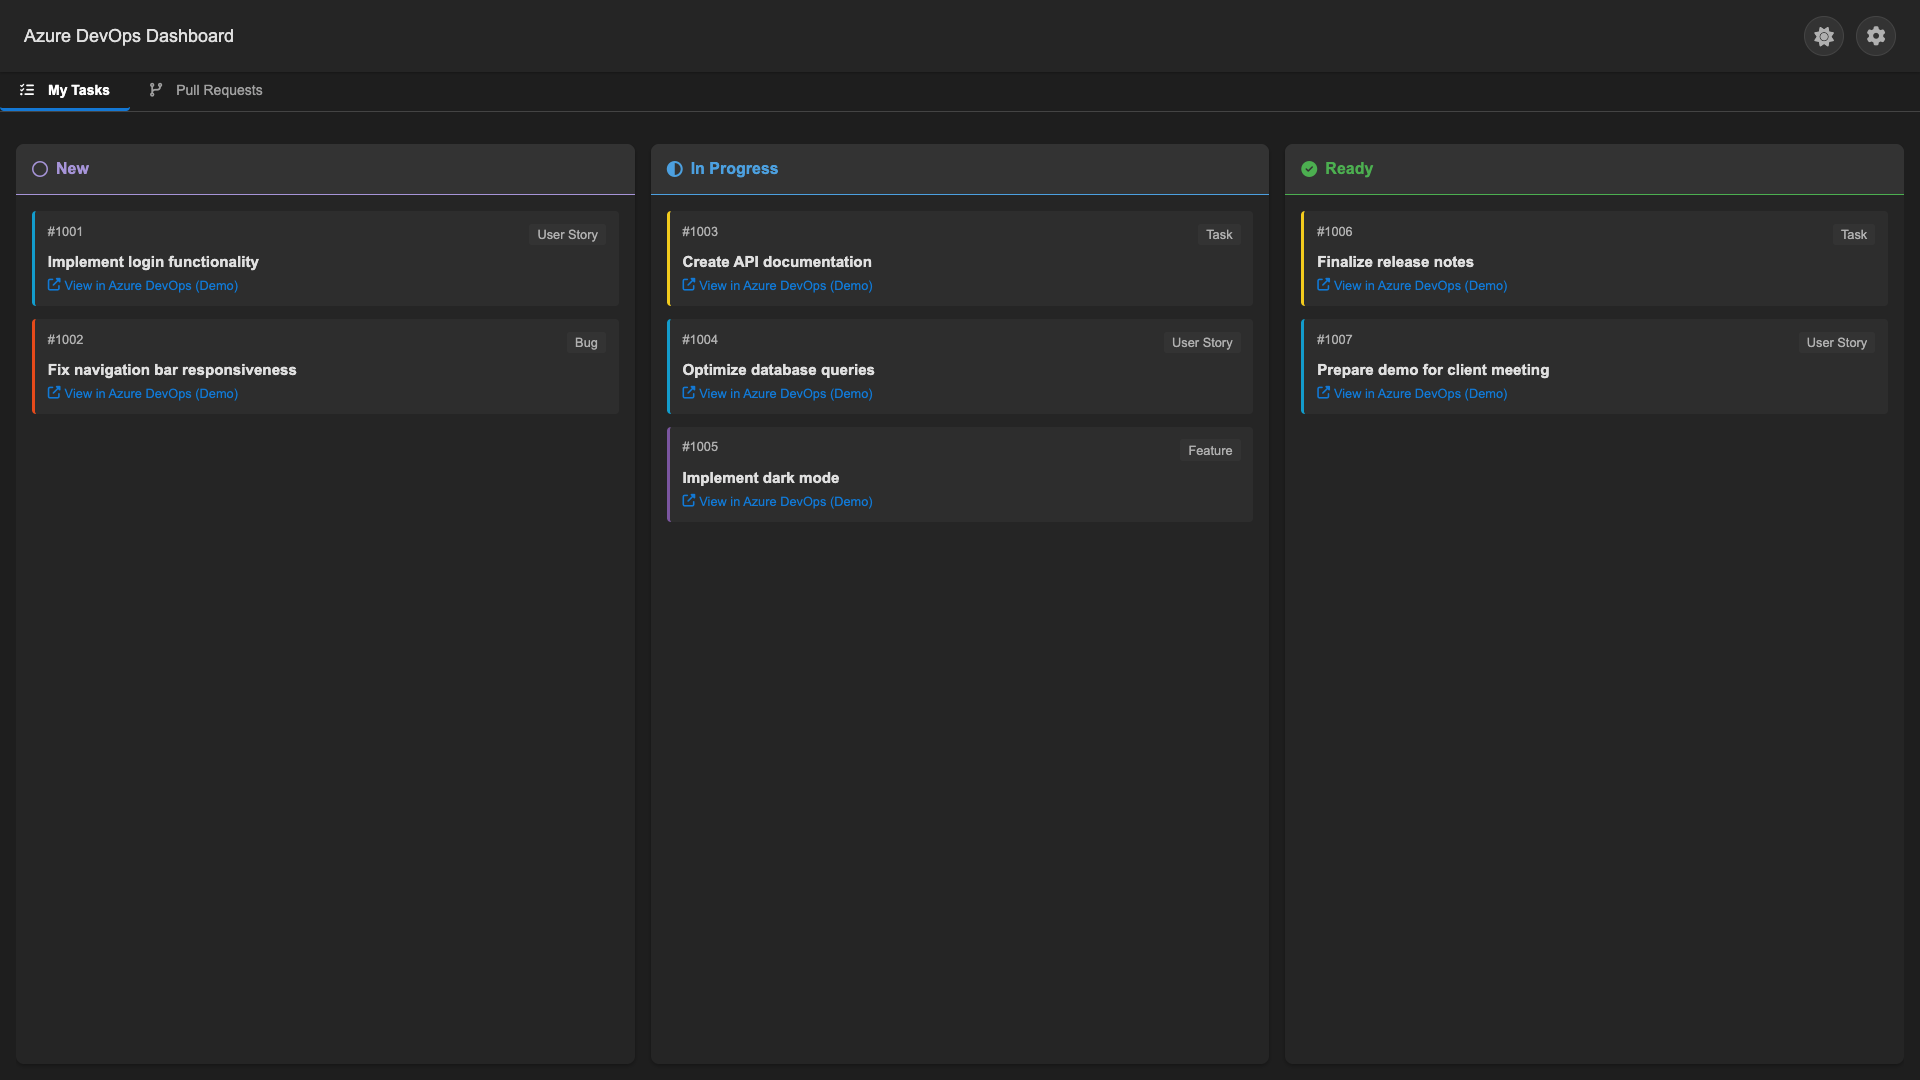 Azure DevOps Dashboard
My Tasks
Pull Requests
New
#1001
User Story
Implement login functionality
View in Azure DevOps (Demo)
#1002
Bug
Fix navigation bar responsiveness
View in Azure DevOps (Demo)
In Progress
#1003
Task
Create API documentation
View in Azure DevOps (Demo)
#1004
User Story
Optimize database queries
View in Azure DevOps (Demo)
#1005
Feature
Implement dark mode
View in Azure DevOps (Demo)
Ready
#1006
Task
Finalize release notes
View in Azure DevOps (Demo)
#1007
User Story
Prepare demo for client meeting
View in Azure DevOps (Demo)